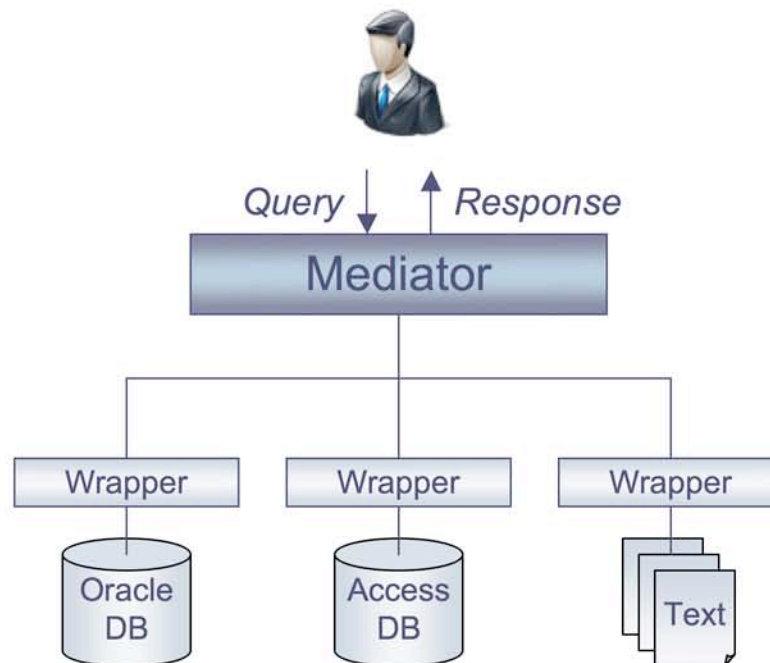 Query Response
Mediator
Wrapper Wrapper Wrapper
Oracle
DB
Access
DB
Text